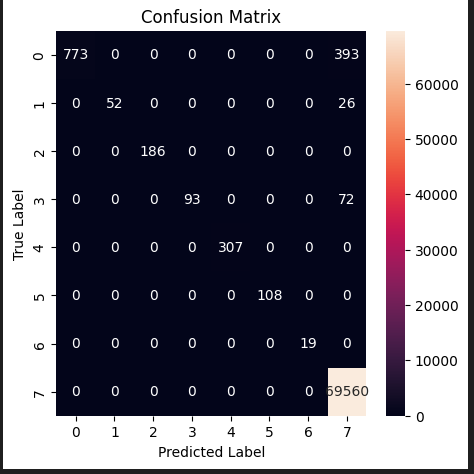 Confusion Matrix
0 773 0 0 0 0 0 0 393
1 0 52 0 0 0 0 0 26
2 0 0 186 0 0 0 0 0
3 0 0 0 93 0 0 0 72
4 0 0 0 0 307 0 0 0
5 0 0 0 0 0 108 0 0
6 0 0 0 0 0 0 19 0
7 0 0 0 0 0 0 0 69560
0 1 2 3 4 5 6 7
True Label
Predicted Label
60000
50000
40000
30000
20000
10000
0